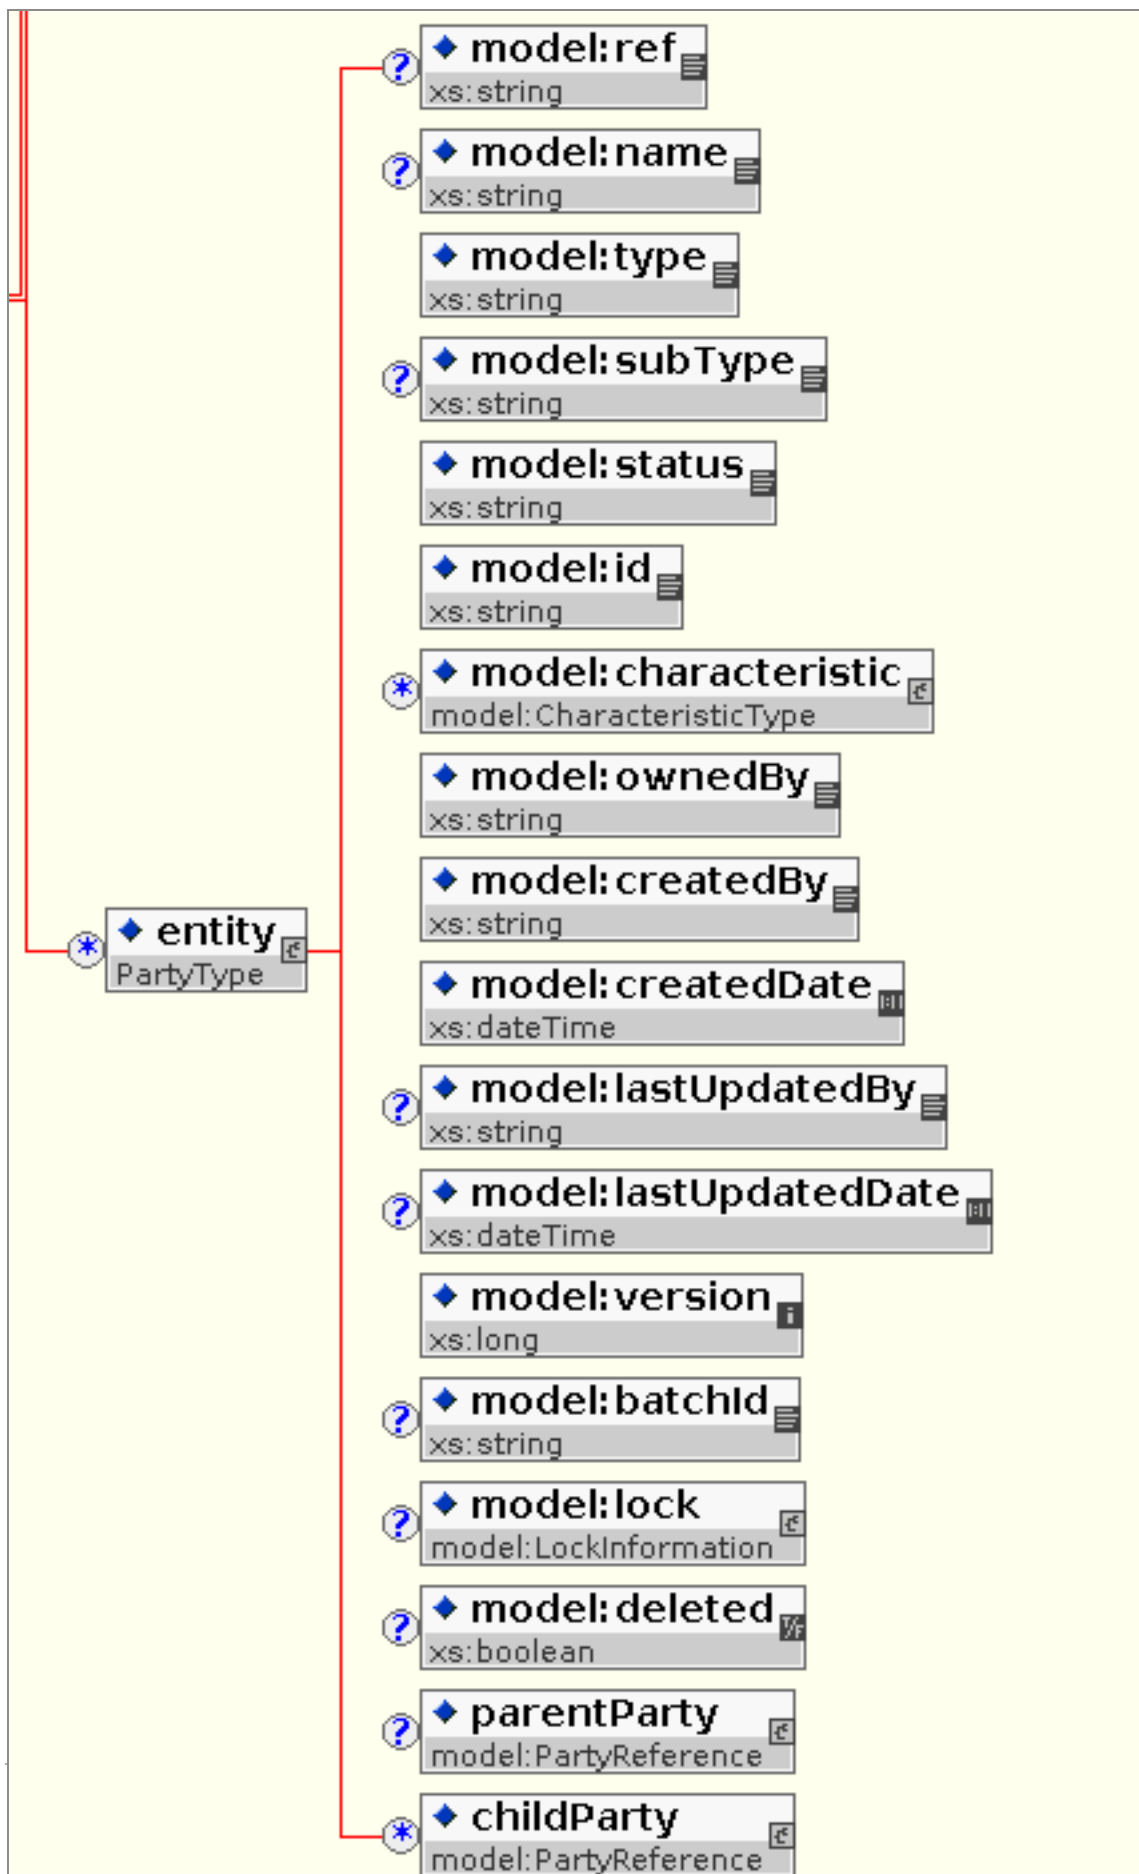 model:ref
xs:string
model:name
xs:string
model:type
xs:string
model:subType
xs:string
model:status
xs:string
model:id
xs:string
model:characteristic
model:CharacteristicType
model:ownedBy
xs:string
model:createdBy
xs:string
entity
PartyType
model:createdDate
xs:dateTime
model:lastUpdatedBy
xs:string
model:lastUpdatedDate
xs:dateTime
model:version
xs:long
model:batchId
xs:string
model:lock
model:LockInformation
model:deleted
xs:boolean
parentParty
model:PartyReference
childParty
model:PartyReference